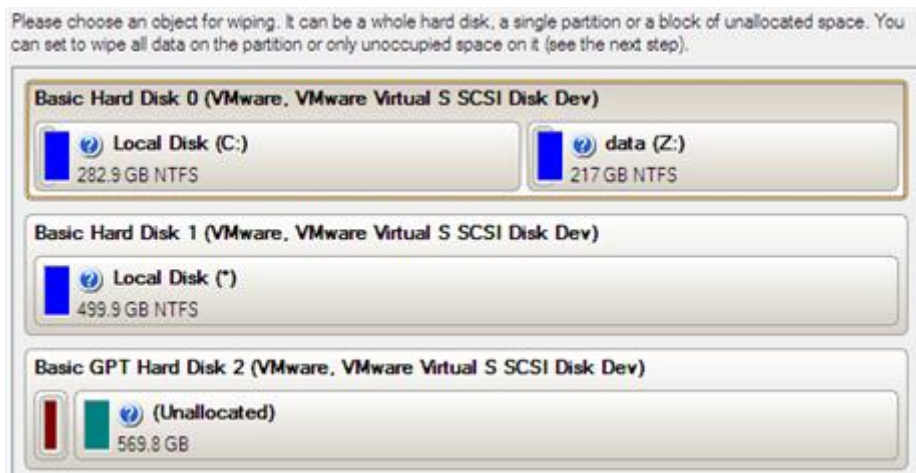 Please choose an object for wiping. It can be a whole hard disk, a single partition or a block of unallocated space. You
can set to wipe all data on the partition or only unoccupied space on it (see the next step).
Basic Hard Disk 0 (VMware, VMware Virtual S SCSI Disk Dev)
Local Disk (C:)
282.9 GB NTFS
data (Z:)
217 GB NTFS
Basic Hard Disk 1 (VMware, VMware Virtual S SCSI Disk Dev)
Local Disk (*)
499.9 GB NTFS
Basic GPT Hard Disk 2 (VMware, VMware Virtual S SCSI Disk Dev)
(Unallocated)
569.8 GB